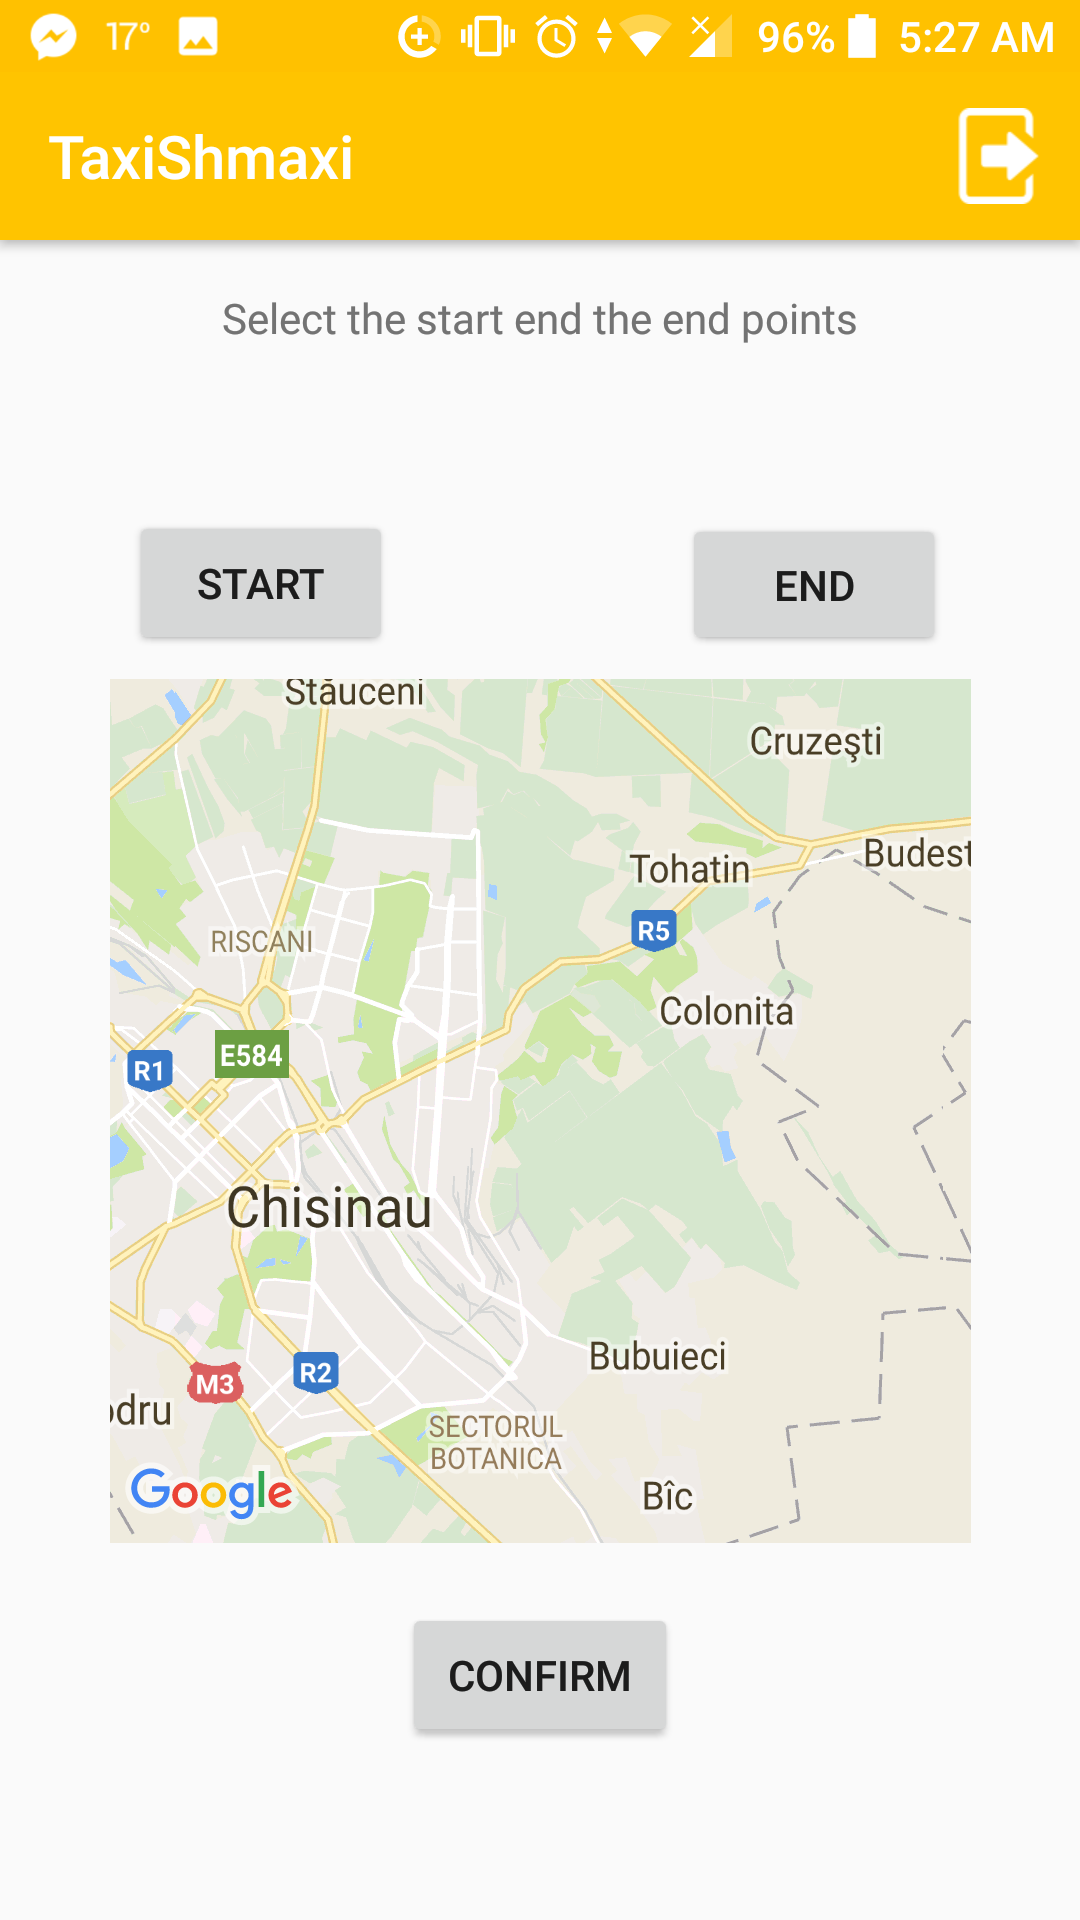 17° 96% 5:27 AM
TaxiShmaxi
Select the start end the end points
START END
Stăuceni
Cruzeşti
Budest
Tohatin
R5
RISCANI
Colonita
E584
R1
Chisinau
Bubuieci
R2
M3
odru
SECTORUL
BOTANICA
Google
Bîc
CONFIRM